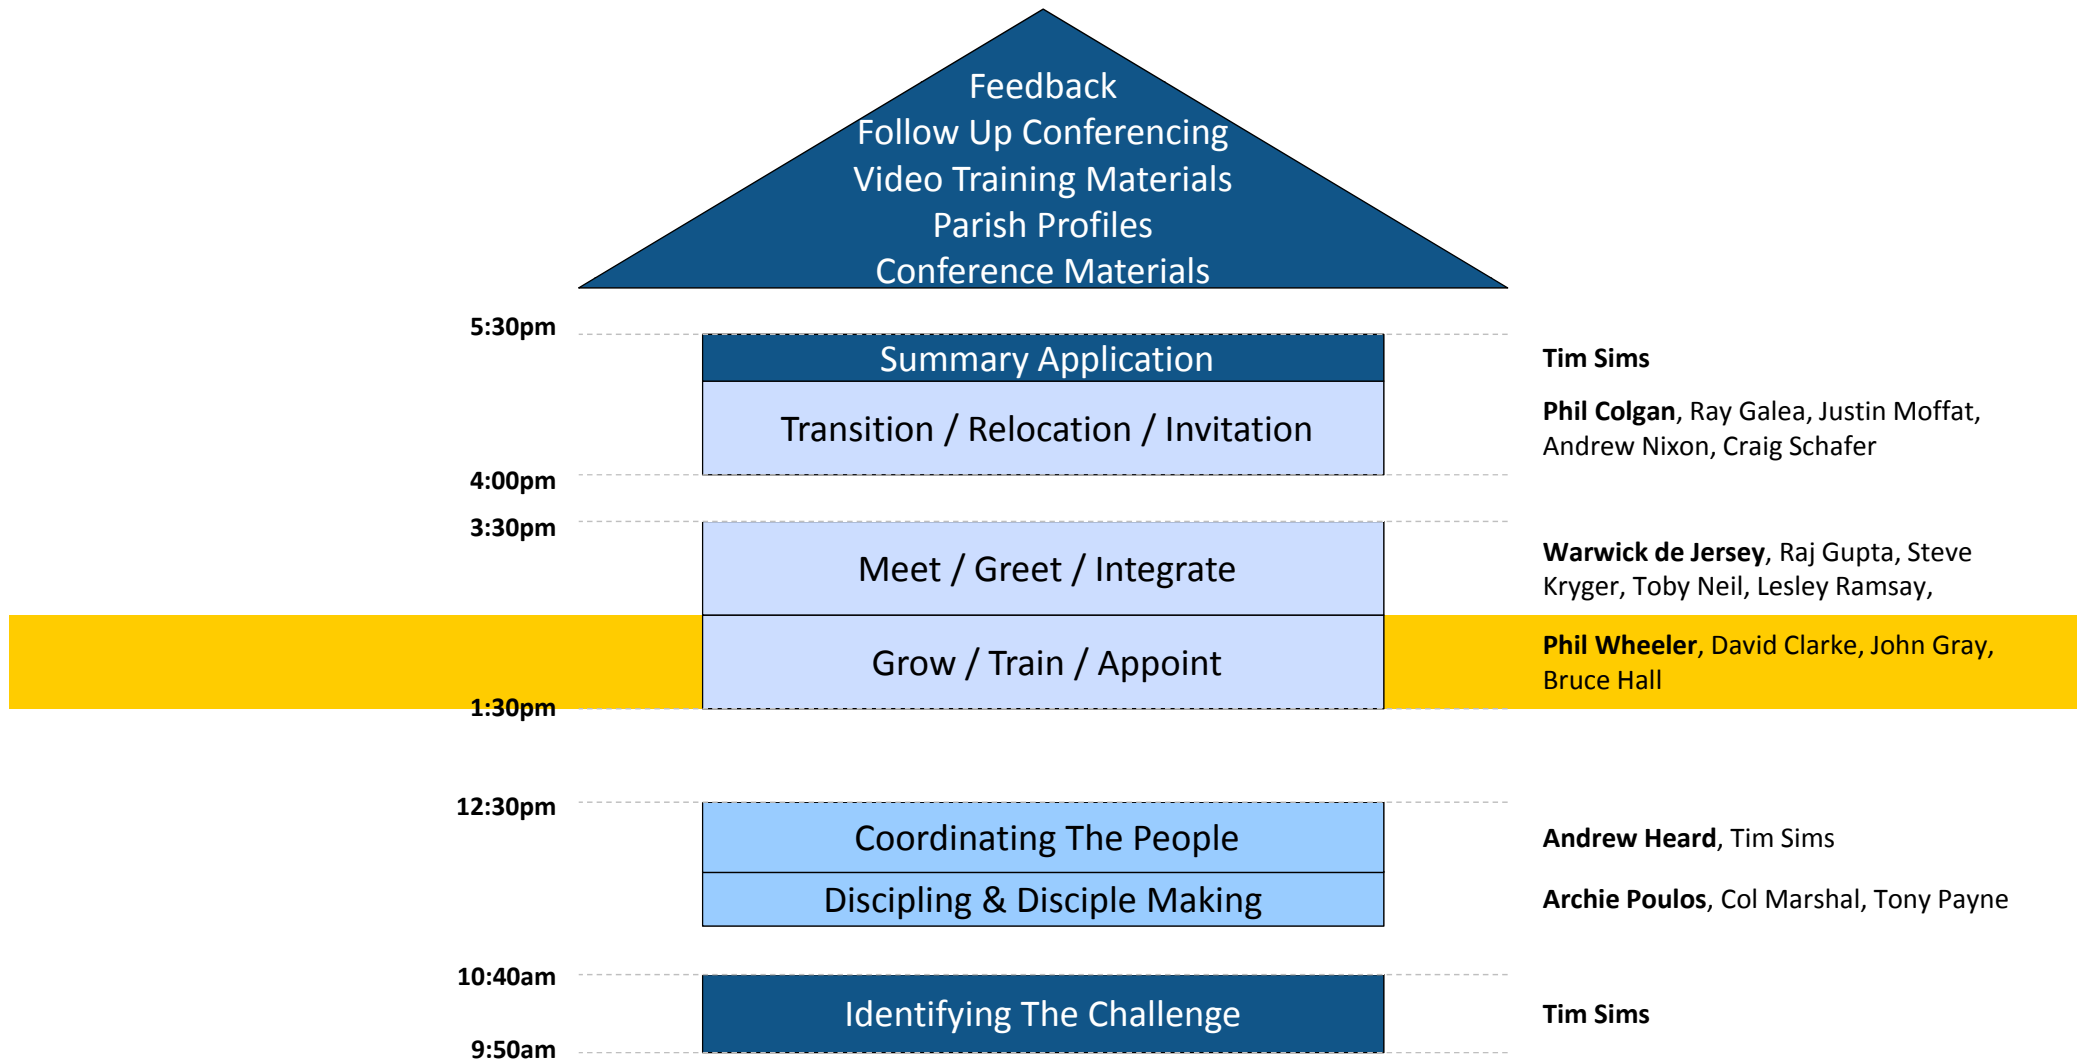 Feedback
Follow Up Conferencing
Video Training Materials
Parish Profiles
Conference Materials
5:30pm
Summary Application
Tim Sims
Transition / Relocation / Invitation
Phil Colgan, Ray Galea, Justin Moffat,
Andrew Nixon, Craig Schafer
4:00pm
3:30pm
Meet / Greet / Integrate
Warwick de Jersey, Raj Gupta, Steve
Kryger, Toby Neil, Lesley Ramsay,
Grow / Train / Appoint
Phil Wheeler, David Clarke, John Gray,
Bruce Hall
1:30pm
12:30pm
Coordinating The People
Andrew Heard, Tim Sims
Discipling & Disciple Making
Archie Poulos, Col Marshal, Tony Payne
10:40am
Identifying The Challenge
Tim Sims
9:50am